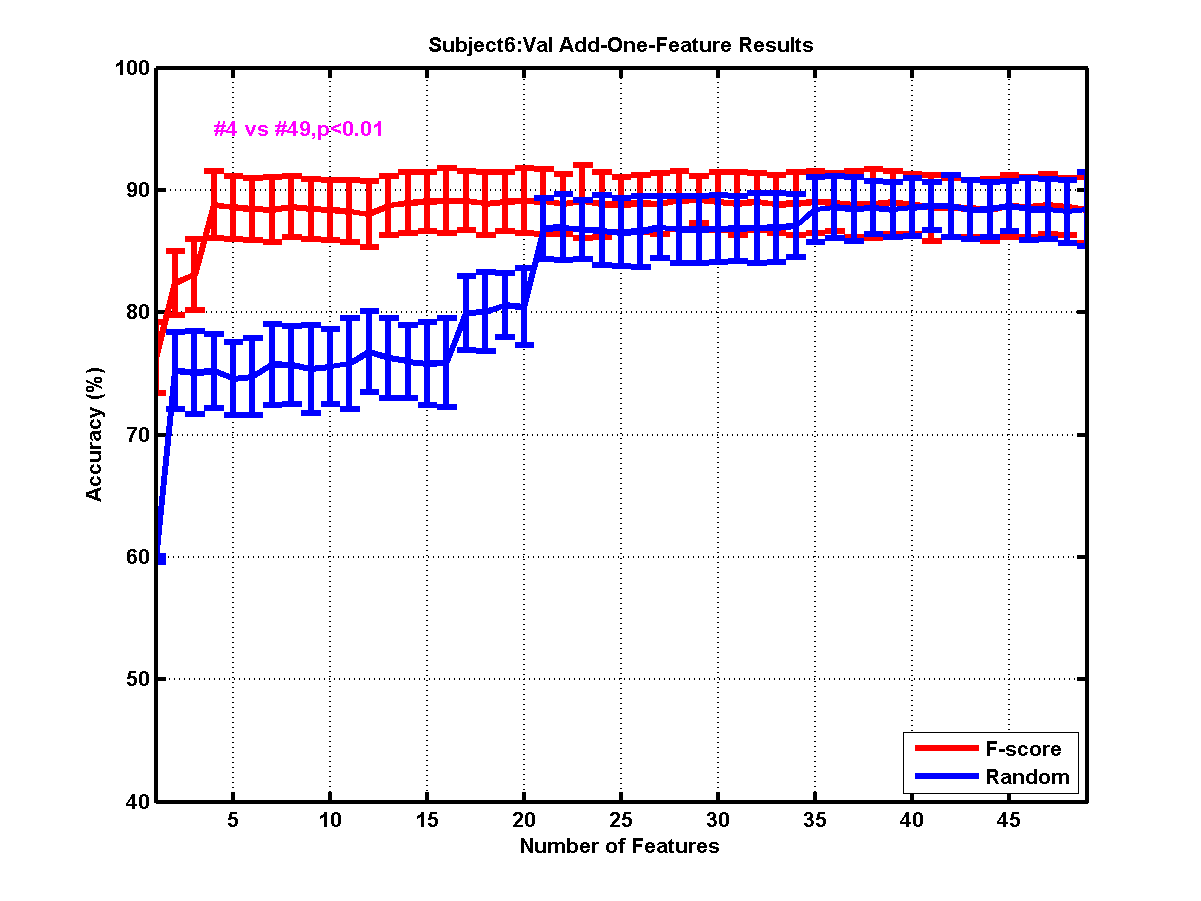 Subject6:Val Add-One-Feature Results
#4 vs #49,p<0.01
Accuracy (%)
100
90
80
70
60
50
40
5 10 15 20 25 30 35 40 45
Number of Features
F-score
Random